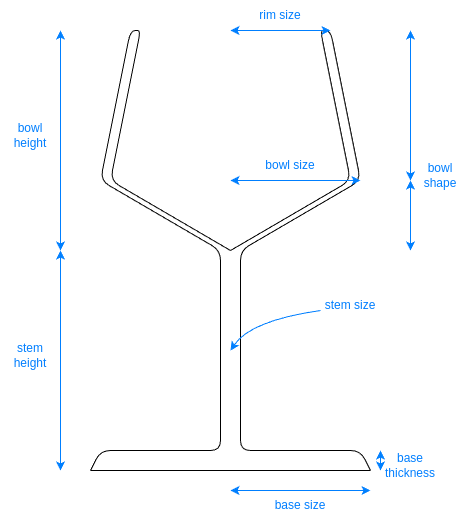 rim size
bowl
height
bowl size
bowl
shape
stem size
stem
height
base
thickness
base size